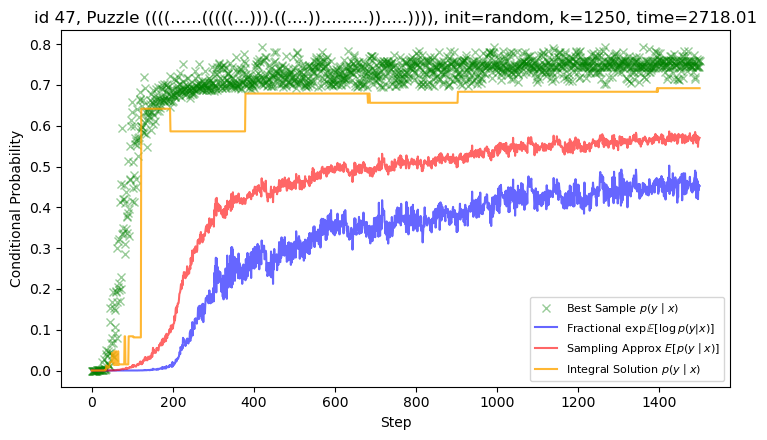 id 47, Puzzle ((((......(((((...))).((....)).........)).....)))), init=random, k=1250, time=2718.01
Conditional Probability
0.8
0.7
0.6
0.5
0.4
0.3
0.2
0.1
0.0
0
200
400
600
800
1000
1200
1400
Step
Best Sample p(y | x)
Fractional exp 𝔼[log p(y|x)]
Sampling Approx E[p(y | x)]
Integral Solution p(y | x)